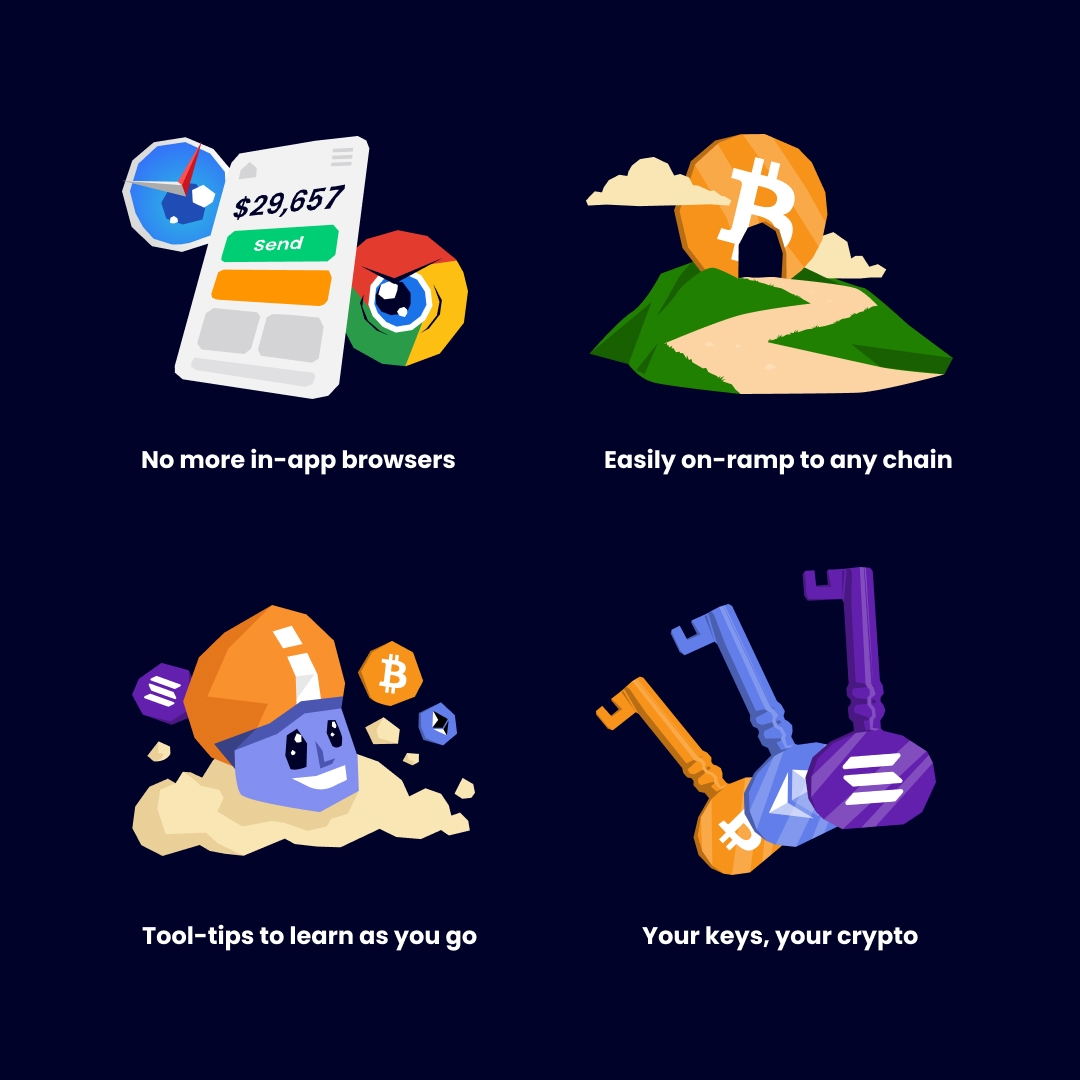 $29,657
Send
No more in-app browsers
Easily on-ramp to any chain
Tool-tips to learn as you go
Your keys, your crypto